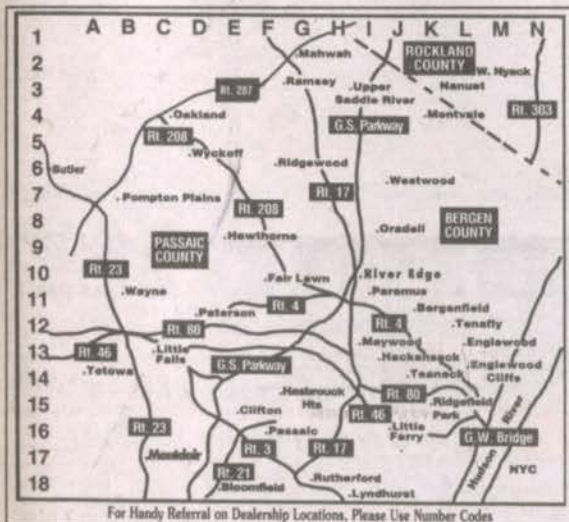 A B C D E F G H I J K L M N
1
.Mahwah
ROCKLAND COUNTY
2
W. Nyack
.Ramsey
.Upper Saddle River
Nanuet
3
Rt. 287
Rt. 303
.Oakland
.Montvale
4
G.S. Parkway
Rt. 208
5
.Wyckoff
.Butler
.Ridgewood
6
.Westwood
Rt. 17
7
.Pompton Plains
Rt. 208
8
.Oradell
BERGEN COUNTY
.Hawthorne
PASSAIC COUNTY
9
Rt. 23
10
.Fair Lawn
.River Edge
.Wayne
.Paramus
11
Rt. 4
.Paterson
.Bergenfield
12
Rt. 80
Rt. 4
.Tenafly
Rt. 46
.Little Falls
.Maywood
.Englewood
13
G.S. Parkway
.Hackensack
.Totowa
.Teaneck
.Englewood Cliffs
14
.Hasbrouck Hts
Rt. 80
15
.Ridgefield Park
.Clifton
Rt. 46
Rt. 23
.Little Ferry
16
.Passaic
G.W. Bridge
Rt. 3
Rt. 17
17
.Montclair
Hudson River
NYC
Rt. 21
.Rutherford
18
.Bloomfield
.Lyndhurst
For Handy Referral on Dealership Locations, Please Use Number Codes